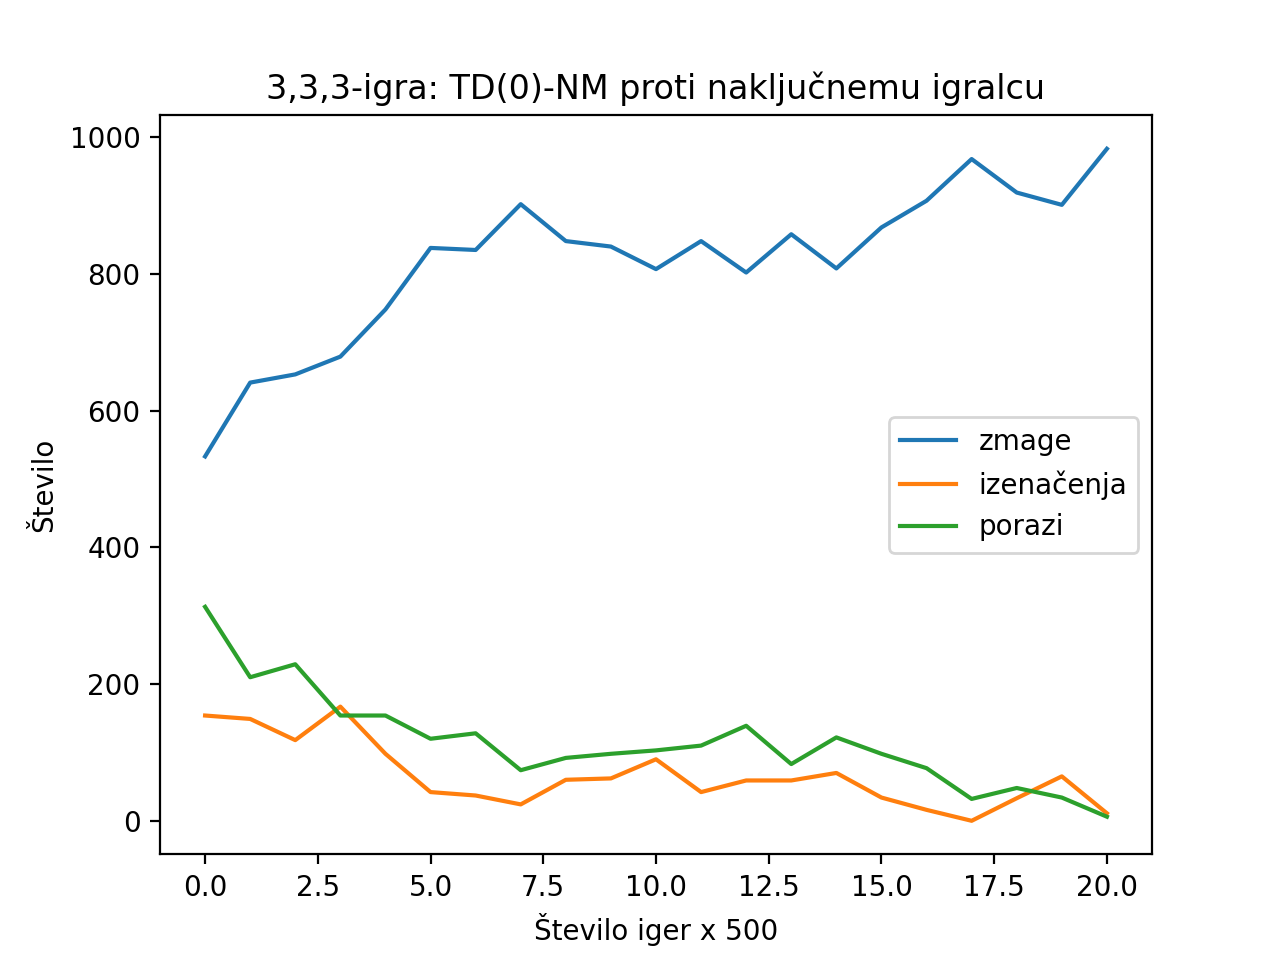 3,3,3-igra: TD(0)-NM proti naključnemu igralcu
1000
800
600
400
200
0
Število
zmage
izenačenja
porazi
0.0 2.5 5.0 7.5 10.0 12.5 15.0 17.5 20.0
Število iger x 500